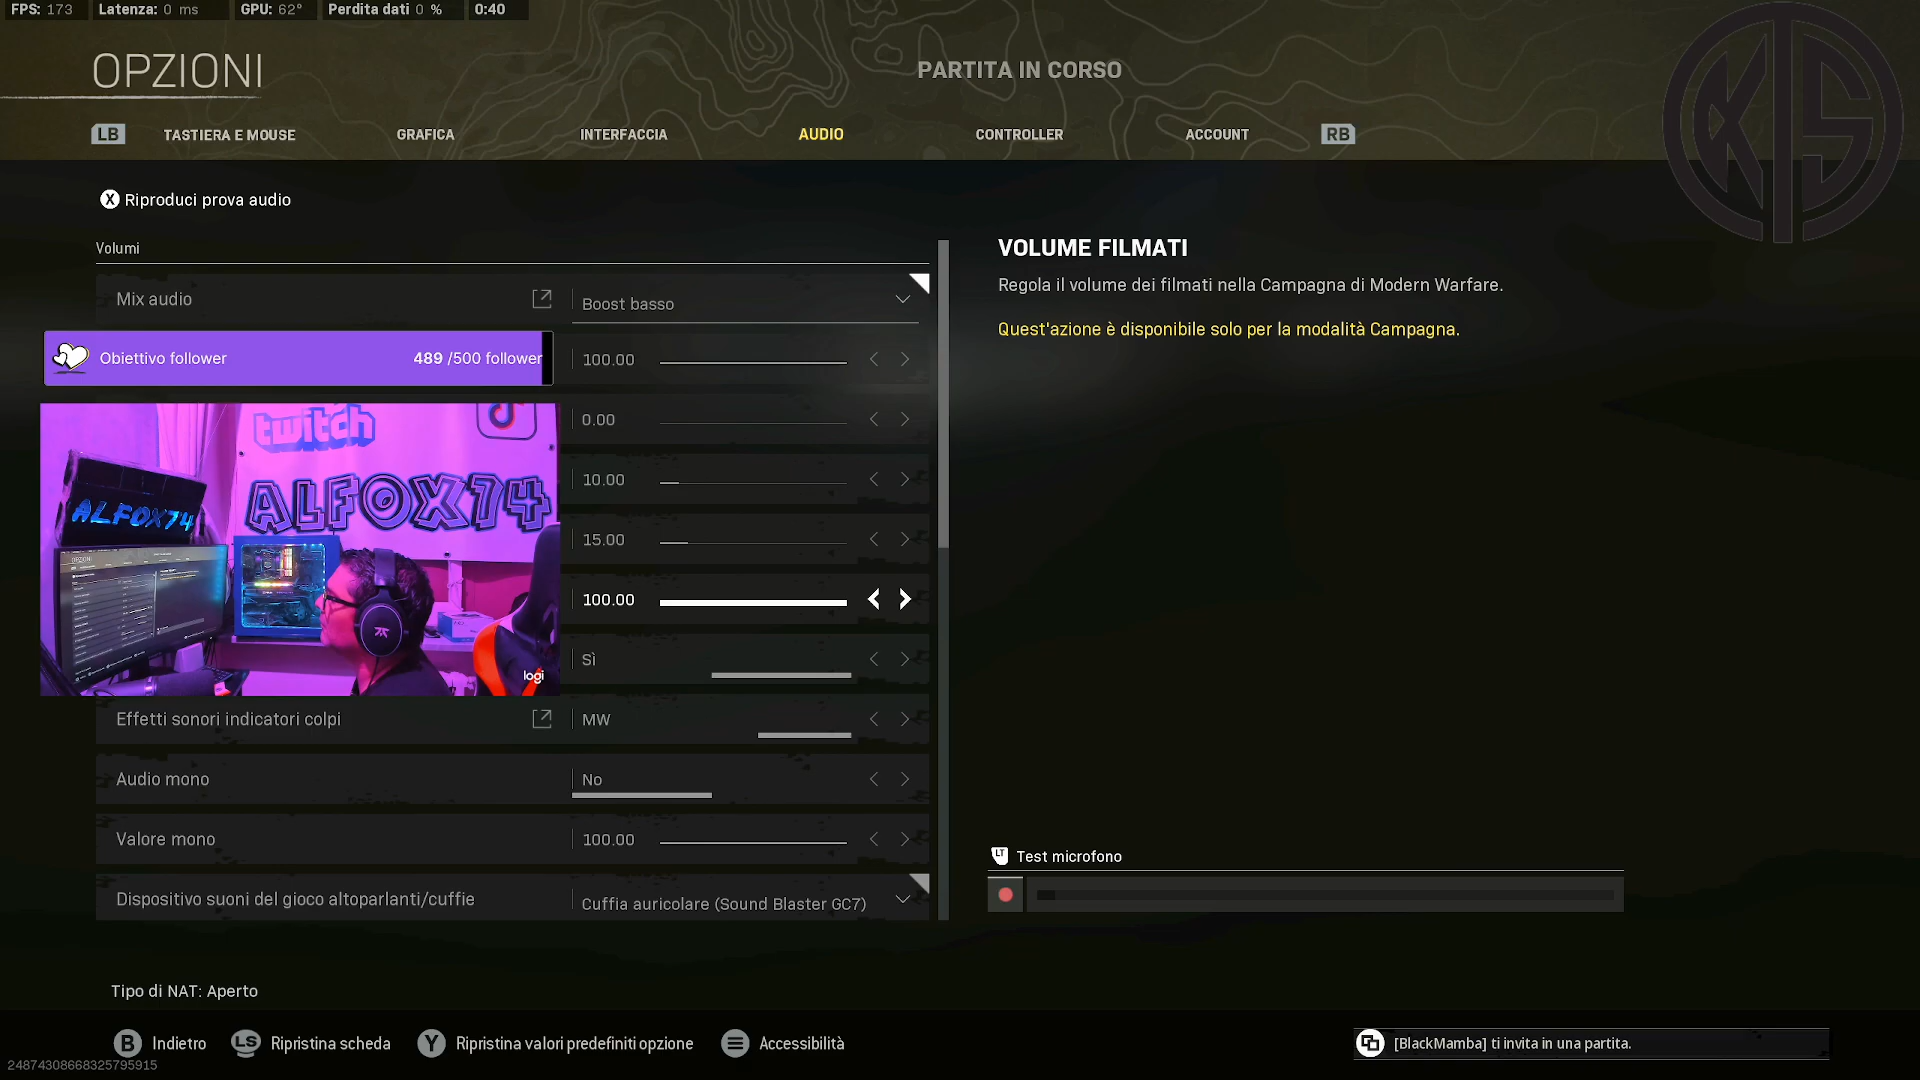 FPS: 173 Latenza: 0 ms GPU: 62° Perdita dati 0 % 0:40
OPZIONI
PARTITA IN CORSO
LB TASTIERA E MOUSE GRAFICA INTERFACCIA AUDIO CONTROLLER ACCOUNT RB
X Riproduci prova audio
Volumi
Mix audio Boost basso
Obiettivo follower 489 /500 follower
100.00
0.00
10.00
15.00
100.00
Sì
twitch
ALFOX74
ALFOX74
logi
Effetti sonori indicatori colpi MW
Audio mono No
Valore mono 100.00
Dispositivo suoni del gioco altoparlanti/cuffie Cuffia auricolare (Sound Blaster GC7)
VOLUME FILMATI
Regola il volume dei filmati nella Campagna di Modern Warfare.
Quest'azione è disponibile solo per la modalità Campagna.
KTS
LT Test microfono
Tipo di NAT: Aperto
B Indietro LS Ripristina scheda Y Ripristina valori predefiniti opzione Accessibilità
[BlackMamba] ti invita in una partita.
24874308668325795915